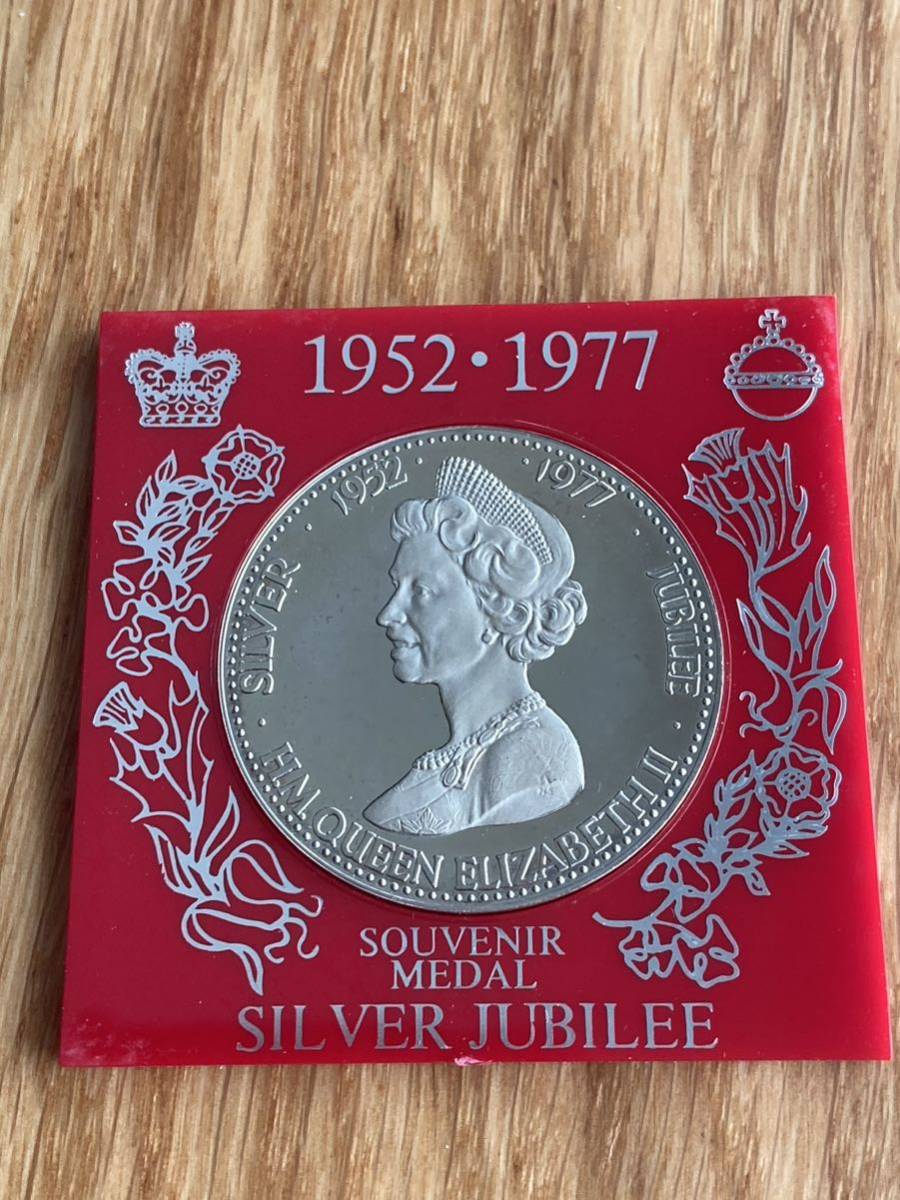 1952 · 1977
· SILVER · 1952 · 1977 · JUBILEE ·
H.M. QUEEN ELIZABETH II
SOUVENIR
MEDAL
SILVER JUBILEE